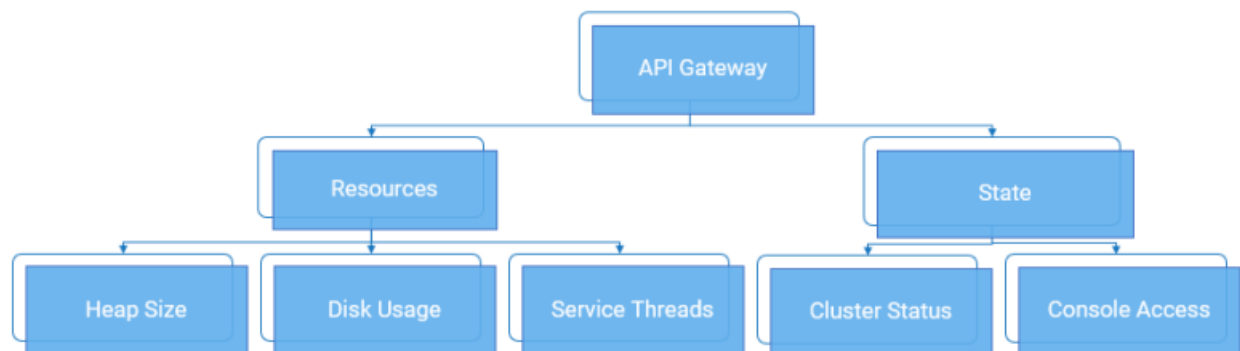 API Gateway
Resources
State
Heap Size
Disk Usage
Service Threads
Cluster Status
Console Access